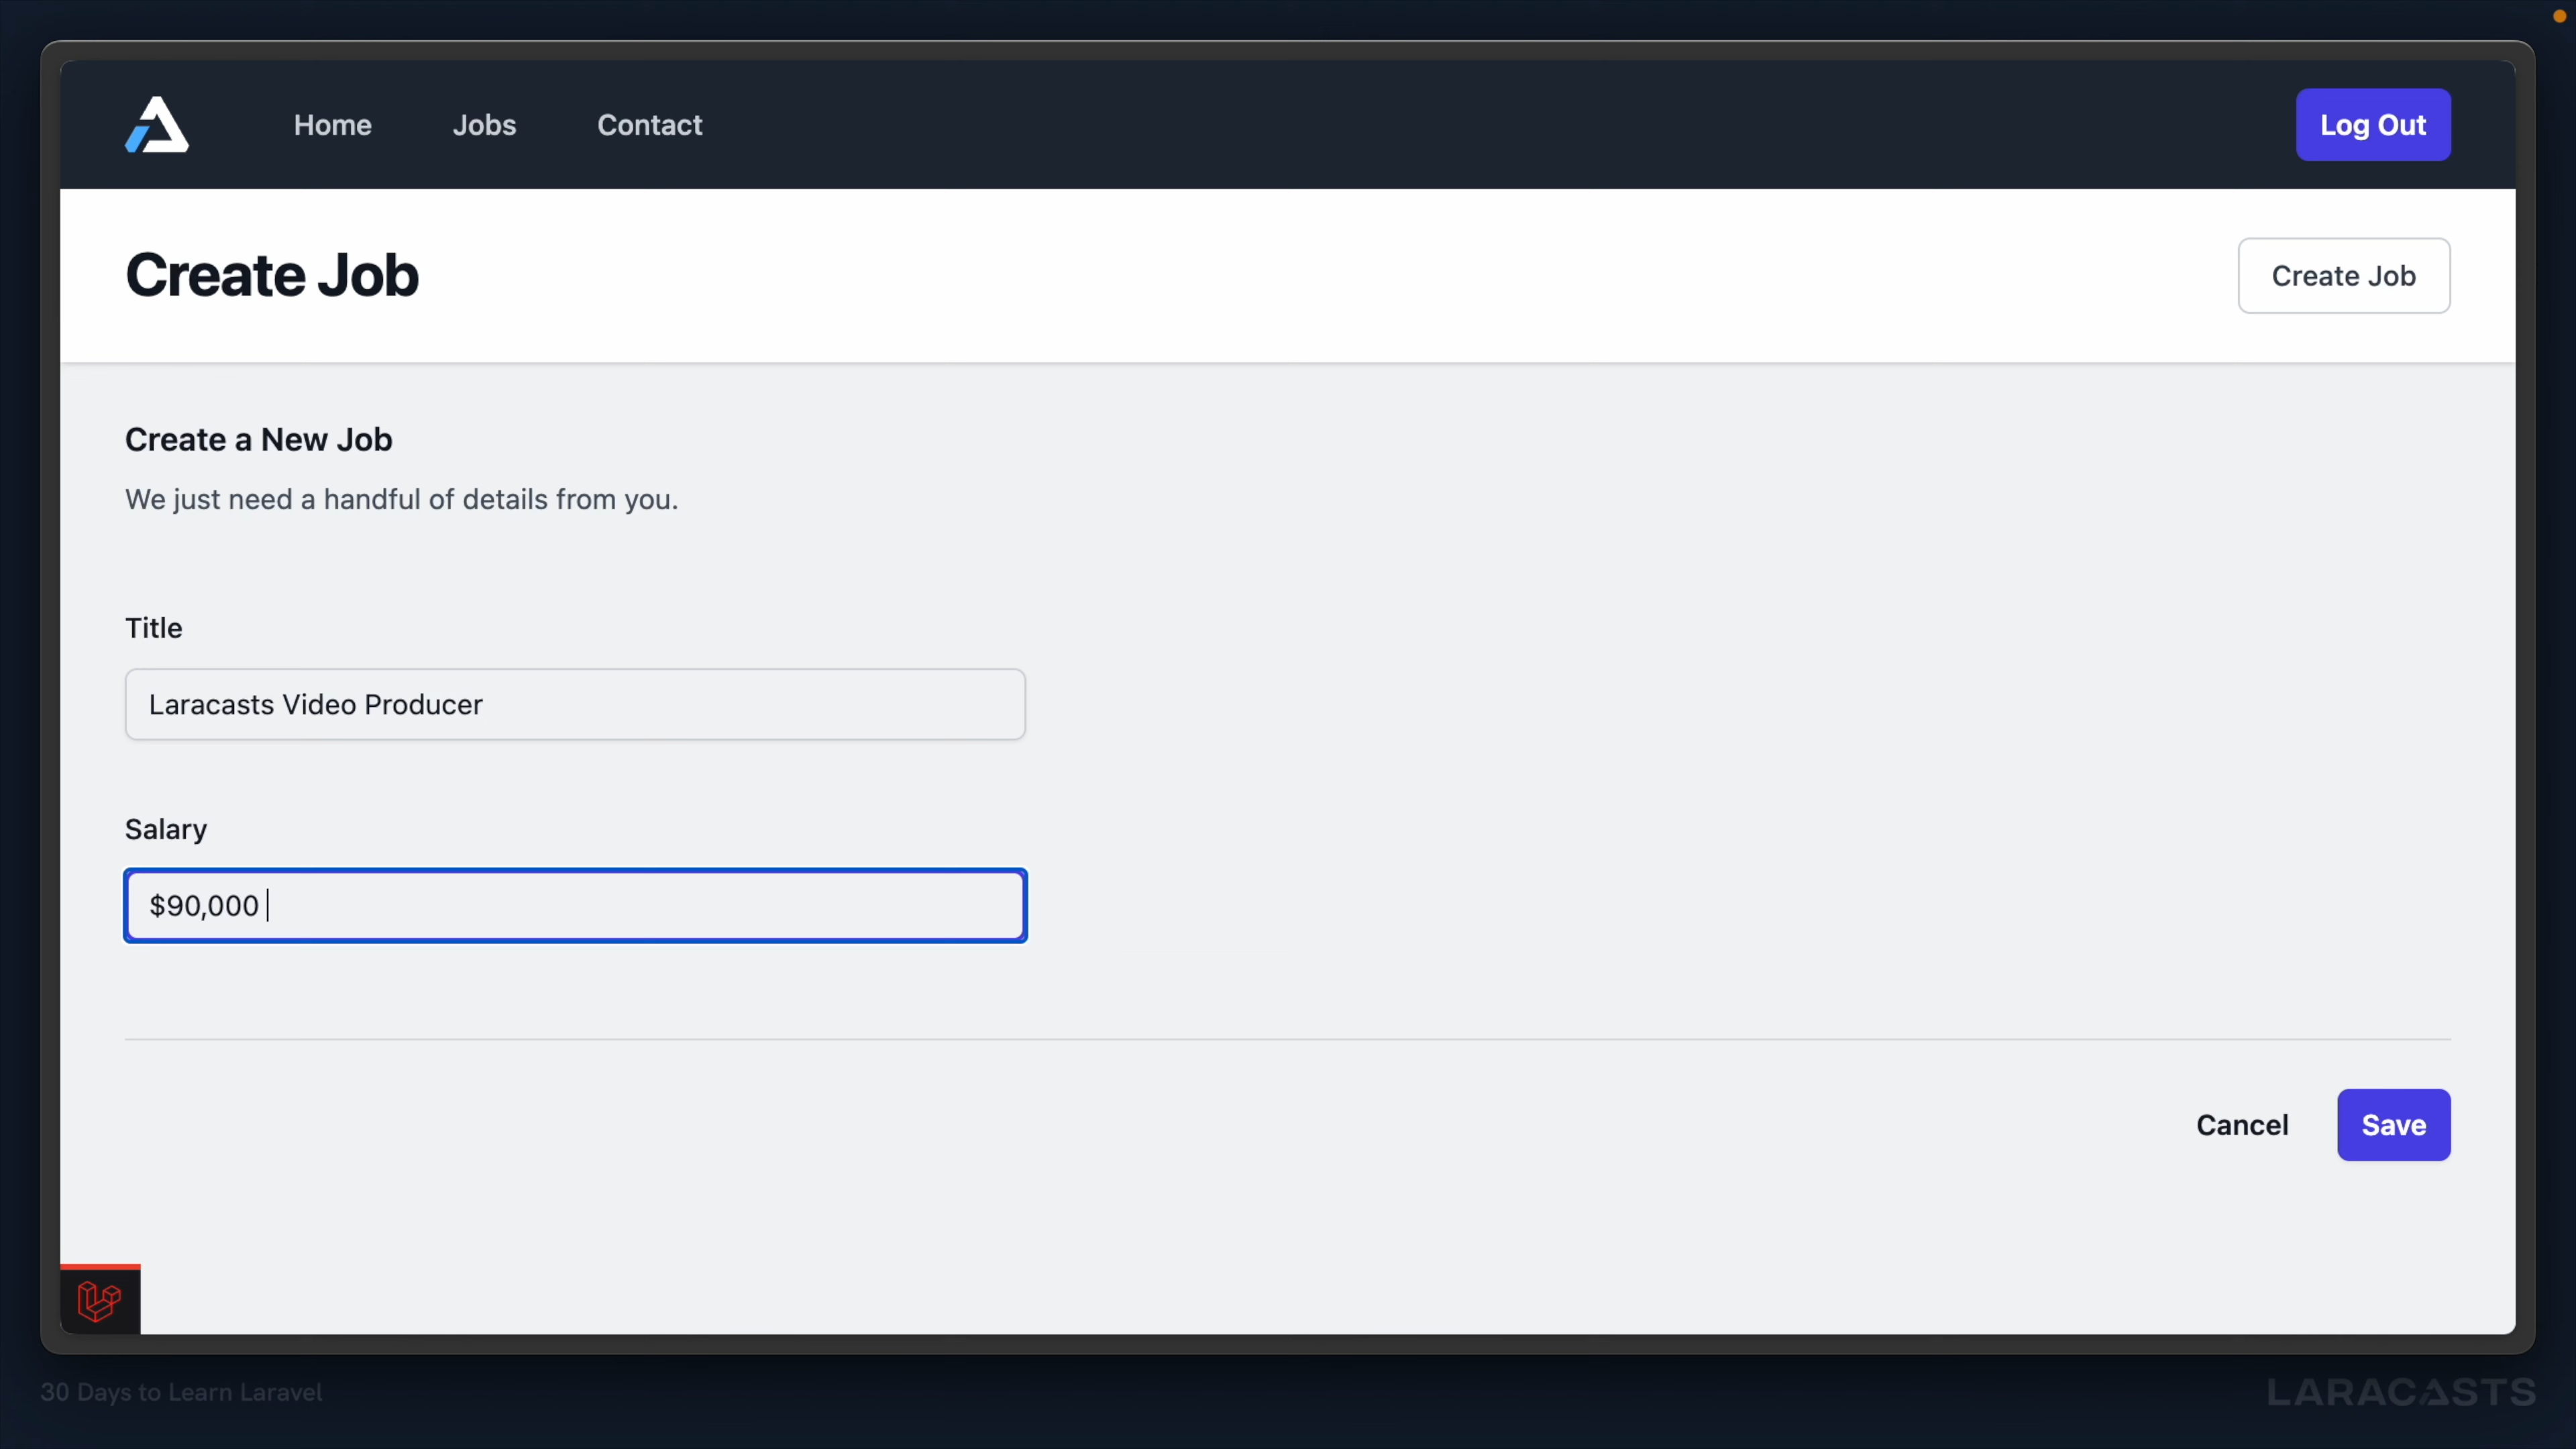 Home Jobs Contact Log Out
Create Job Create Job
Create a New Job
We just need a handful of details from you.
Title
Laracasts Video Producer
Salary
$90,000
Cancel Save
30 Days to Learn Laravel LARACASTS